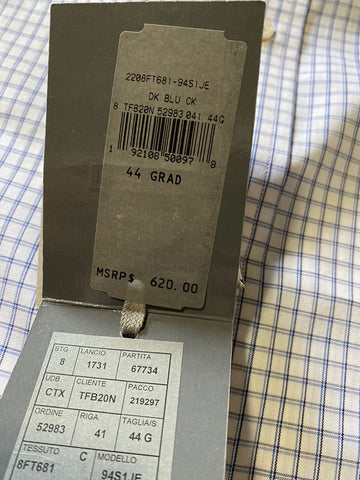 2208FT681-94S1JE
DK BLU CK
8 TFB20N 52983 041 44G
1 92108 50097 8
44 GRAD
MSRP$ 620.00
STG LANCIO PARTITA
8 1731 67734
UDB CLIENTE PACCO
CTX TFB20N 219297
ORDINE RIGA TAGLIA/S
52983 41 44 G
TESSUTO C MODELLO
8FT681 94S1JE